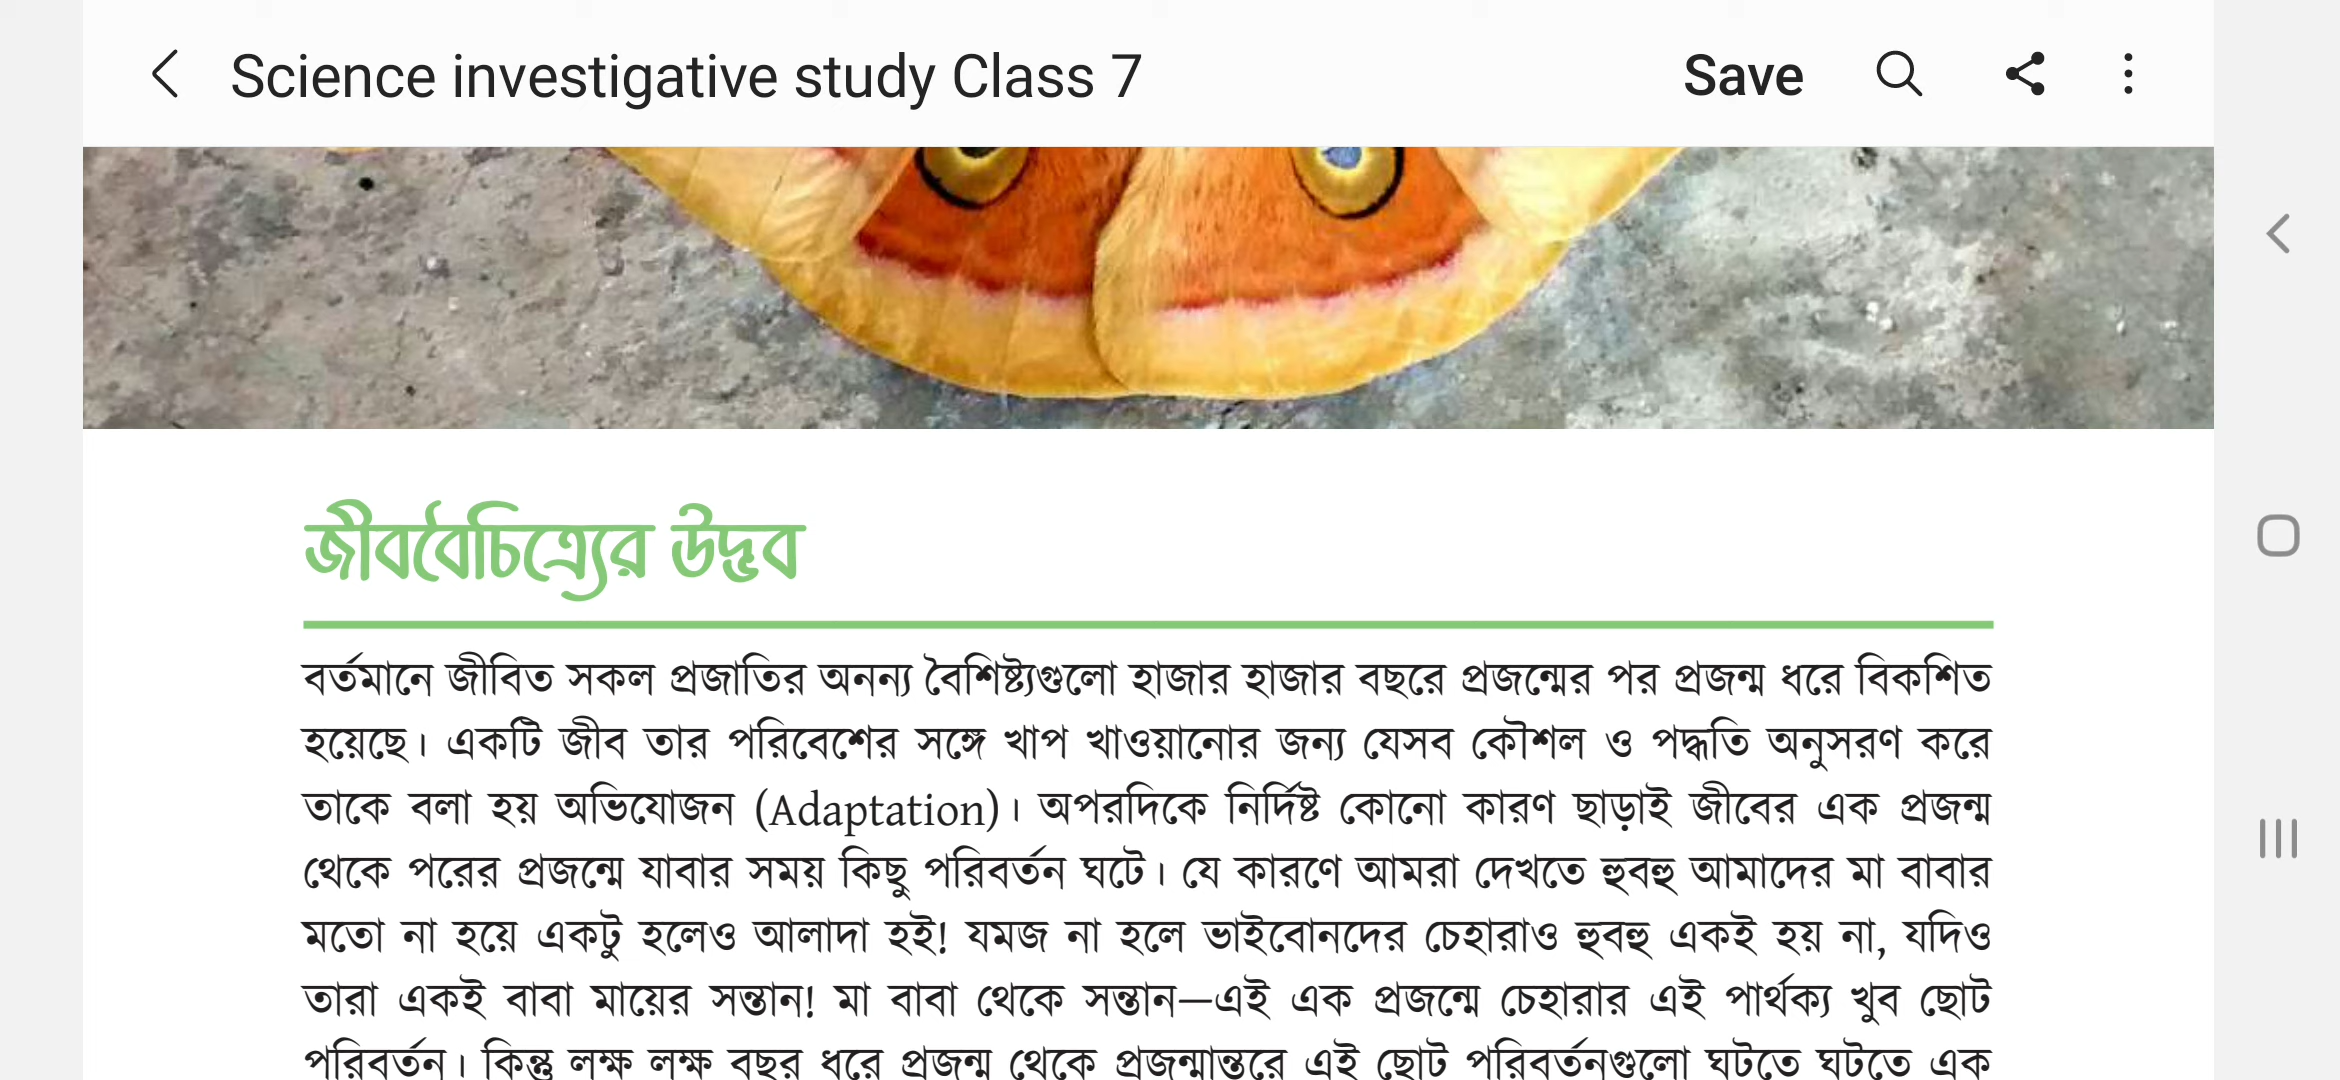 Science investigative study Class 7
Save
জীববৈচিত্র্যের উদ্ভব
বর্তমানে জীবিত সকল প্রজাতির অনন্য বৈশিষ্ট্যগুলো হাজার হাজার বছরে প্রজন্মের পর প্রজন্ম ধরে বিকশিত
হয়েছে। একটি জীব তার পরিবেশের সঙ্গে খাপ খাওয়ানোর জন্য যেসব কৌশল ও পদ্ধতি অনুসরণ করে
তাকে বলা হয় অভিযোজন (Adaptation)। অপরদিকে নির্দিষ্ট কোনো কারণ ছাড়াই জীবের এক প্রজন্ম
থেকে পরের প্রজন্মে যাবার সময় কিছু পরিবর্তন ঘটে। যে কারণে আমরা দেখতে হুবহু আমাদের মা বাবার
মতো না হয়ে একটু হলেও আলাদা হই! যমজ না হলে ভাইবোনদের চেহারাও হুবহু একই হয় না, যদিও
তারা একই বাবা মায়ের সন্তান! মা বাবা থেকে সন্তান—এই এক প্রজন্মে চেহারার এই পার্থক্য খুব ছোট
পরিবর্তন। কিন্তু লক্ষ লক্ষ বছর ধরে প্রজন্ম থেকে প্রজন্মান্তরে এই ছোট পরিবর্তনগুলো ঘটতে ঘটতে এক